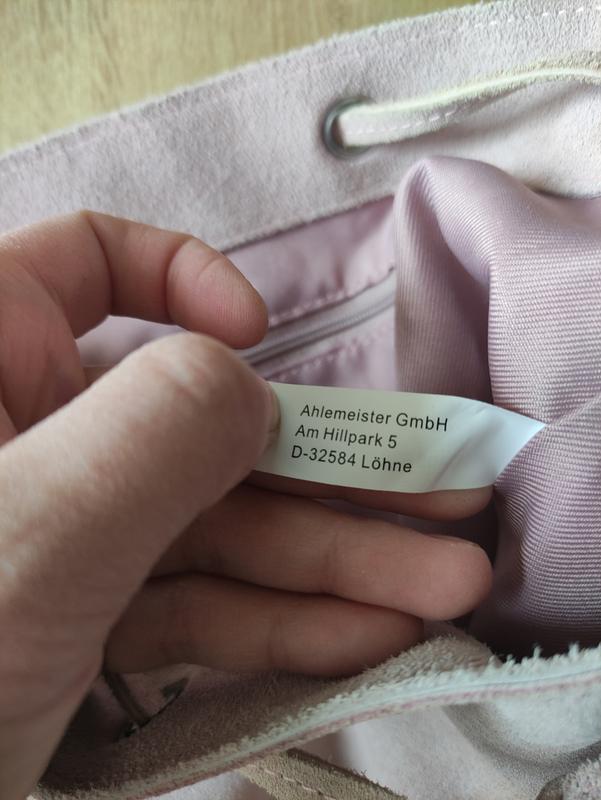 Ahlemeister GmbH
Am Hillpark 5
D-32584 Löhne